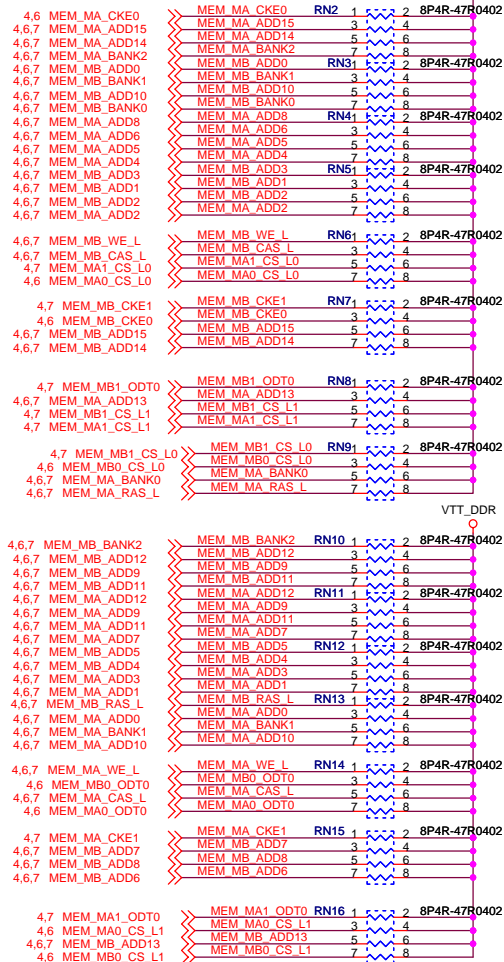 4,6 MEM_MA_CKE0 MEM_MA_CKE0 RN2 1 2 8P4R-47R0402
4,6,7 MEM_MA_ADD15 MEM_MA_ADD15 3 4
4,6,7 MEM_MA_ADD14 MEM_MA_ADD14 5 6
4,6,7 MEM_MA_BANK2 MEM_MA_BANK2 7 8
4,6,7 MEM_MB_ADD0 MEM_MB_ADD0 RN3 1 2 8P4R-47R0402
4,6,7 MEM_MB_BANK1 MEM_MB_BANK1 3 4
4,6,7 MEM_MB_ADD10 MEM_MB_ADD10 5 6
4,6,7 MEM_MB_BANK0 MEM_MB_BANK0 7 8
4,6,7 MEM_MA_ADD8 MEM_MA_ADD8 RN4 1 2 8P4R-47R0402
4,6,7 MEM_MA_ADD6 MEM_MA_ADD6 3 4
4,6,7 MEM_MA_ADD5 MEM_MA_ADD5 5 6
4,6,7 MEM_MA_ADD4 MEM_MA_ADD4 7 8
4,6,7 MEM_MB_ADD3 MEM_MB_ADD3 RN5 1 2 8P4R-47R0402
4,6,7 MEM_MB_ADD1 MEM_MB_ADD1 3 4
4,6,7 MEM_MB_ADD2 MEM_MB_ADD2 5 6
4,6,7 MEM_MA_ADD2 MEM_MA_ADD2 7 8
4,6,7 MEM_MB_WE_L MEM_MB_WE_L RN6 1 2 8P4R-47R0402
4,6,7 MEM_MB_CAS_L MEM_MB_CAS_L 3 4
4,7 MEM_MA1_CS_L0 MEM_MA1_CS_L0 5 6
4,6 MEM_MA0_CS_L0 MEM_MA0_CS_L0 7 8
4,7 MEM_MB_CKE1 MEM_MB_CKE1 RN7 1 2 8P4R-47R0402
4,6 MEM_MB_CKE0 MEM_MB_CKE0 3 4
4,6,7 MEM_MB_ADD15 MEM_MB_ADD15 5 6
4,6,7 MEM_MB_ADD14 MEM_MB_ADD14 7 8
4,7 MEM_MB1_ODT0 MEM_MB1_ODT0 RN8 1 2 8P4R-47R0402
4,6,7 MEM_MA_ADD13 MEM_MA_ADD13 3 4
4,7 MEM_MB1_CS_L1 MEM_MB1_CS_L1 5 6
4,7 MEM_MA1_CS_L1 MEM_MA1_CS_L1 7 8
4,7 MEM_MB1_CS_L0 MEM_MB1_CS_L0 RN9 1 2 8P4R-47R0402
4,6 MEM_MB0_CS_L0 MEM_MB0_CS_L0 3 4
4,6,7 MEM_MA_BANK0 MEM_MA_BANK0 5 6
4,6,7 MEM_MA_RAS_L MEM_MA_RAS_L 7 8
VTT_DDR
4,6,7 MEM_MB_BANK2 MEM_MB_BANK2 RN10 1 2 8P4R-47R0402
4,6,7 MEM_MB_ADD12 MEM_MB_ADD12 3 4
4,6,7 MEM_MB_ADD9 MEM_MB_ADD9 5 6
4,6,7 MEM_MB_ADD11 MEM_MB_ADD11 7 8
4,6,7 MEM_MA_ADD12 MEM_MA_ADD12 RN11 1 2 8P4R-47R0402
4,6,7 MEM_MA_ADD9 MEM_MA_ADD9 3 4
4,6,7 MEM_MA_ADD11 MEM_MA_ADD11 5 6
4,6,7 MEM_MA_ADD7 MEM_MA_ADD7 7 8
4,6,7 MEM_MB_ADD5 MEM_MB_ADD5 RN12 1 2 8P4R-47R0402
4,6,7 MEM_MB_ADD4 MEM_MB_ADD4 3 4
4,6,7 MEM_MA_ADD3 MEM_MA_ADD3 5 6
4,6,7 MEM_MA_ADD1 MEM_MA_ADD1 7 8
4,6,7 MEM_MB_RAS_L MEM_MB_RAS_L RN13 1 2 8P4R-47R0402
4,6,7 MEM_MA_ADD0 MEM_MA_ADD0 3 4
4,6,7 MEM_MA_BANK1 MEM_MA_BANK1 5 6
4,6,7 MEM_MA_ADD10 MEM_MA_ADD10 7 8
4,6,7 MEM_MA_WE_L MEM_MA_WE_L RN14 1 2 8P4R-47R0402
4,6 MEM_MB0_ODT0 MEM_MB0_ODT0 3 4
4,6,7 MEM_MA_CAS_L MEM_MA_CAS_L 5 6
4,6 MEM_MA0_ODT0 MEM_MA0_ODT0 7 8
4,7 MEM_MA_CKE1 MEM_MA_CKE1 RN15 1 2 8P4R-47R0402
4,6,7 MEM_MB_ADD7 MEM_MB_ADD7 3 4
4,6,7 MEM_MB_ADD8 MEM_MB_ADD8 5 6
4,6,7 MEM_MB_ADD6 MEM_MB_ADD6 7 8
4,7 MEM_MA1_ODT0 MEM_MA1_ODT0 RN16 1 2 8P4R-47R0402
4,6 MEM_MA0_CS_L1 MEM_MA0_CS_L1 3 4
4,6,7 MEM_MB_ADD13 MEM_MB_ADD13 5 6
4,6 MEM_MB0_CS_L1 MEM_MB0_CS_L1 7 8